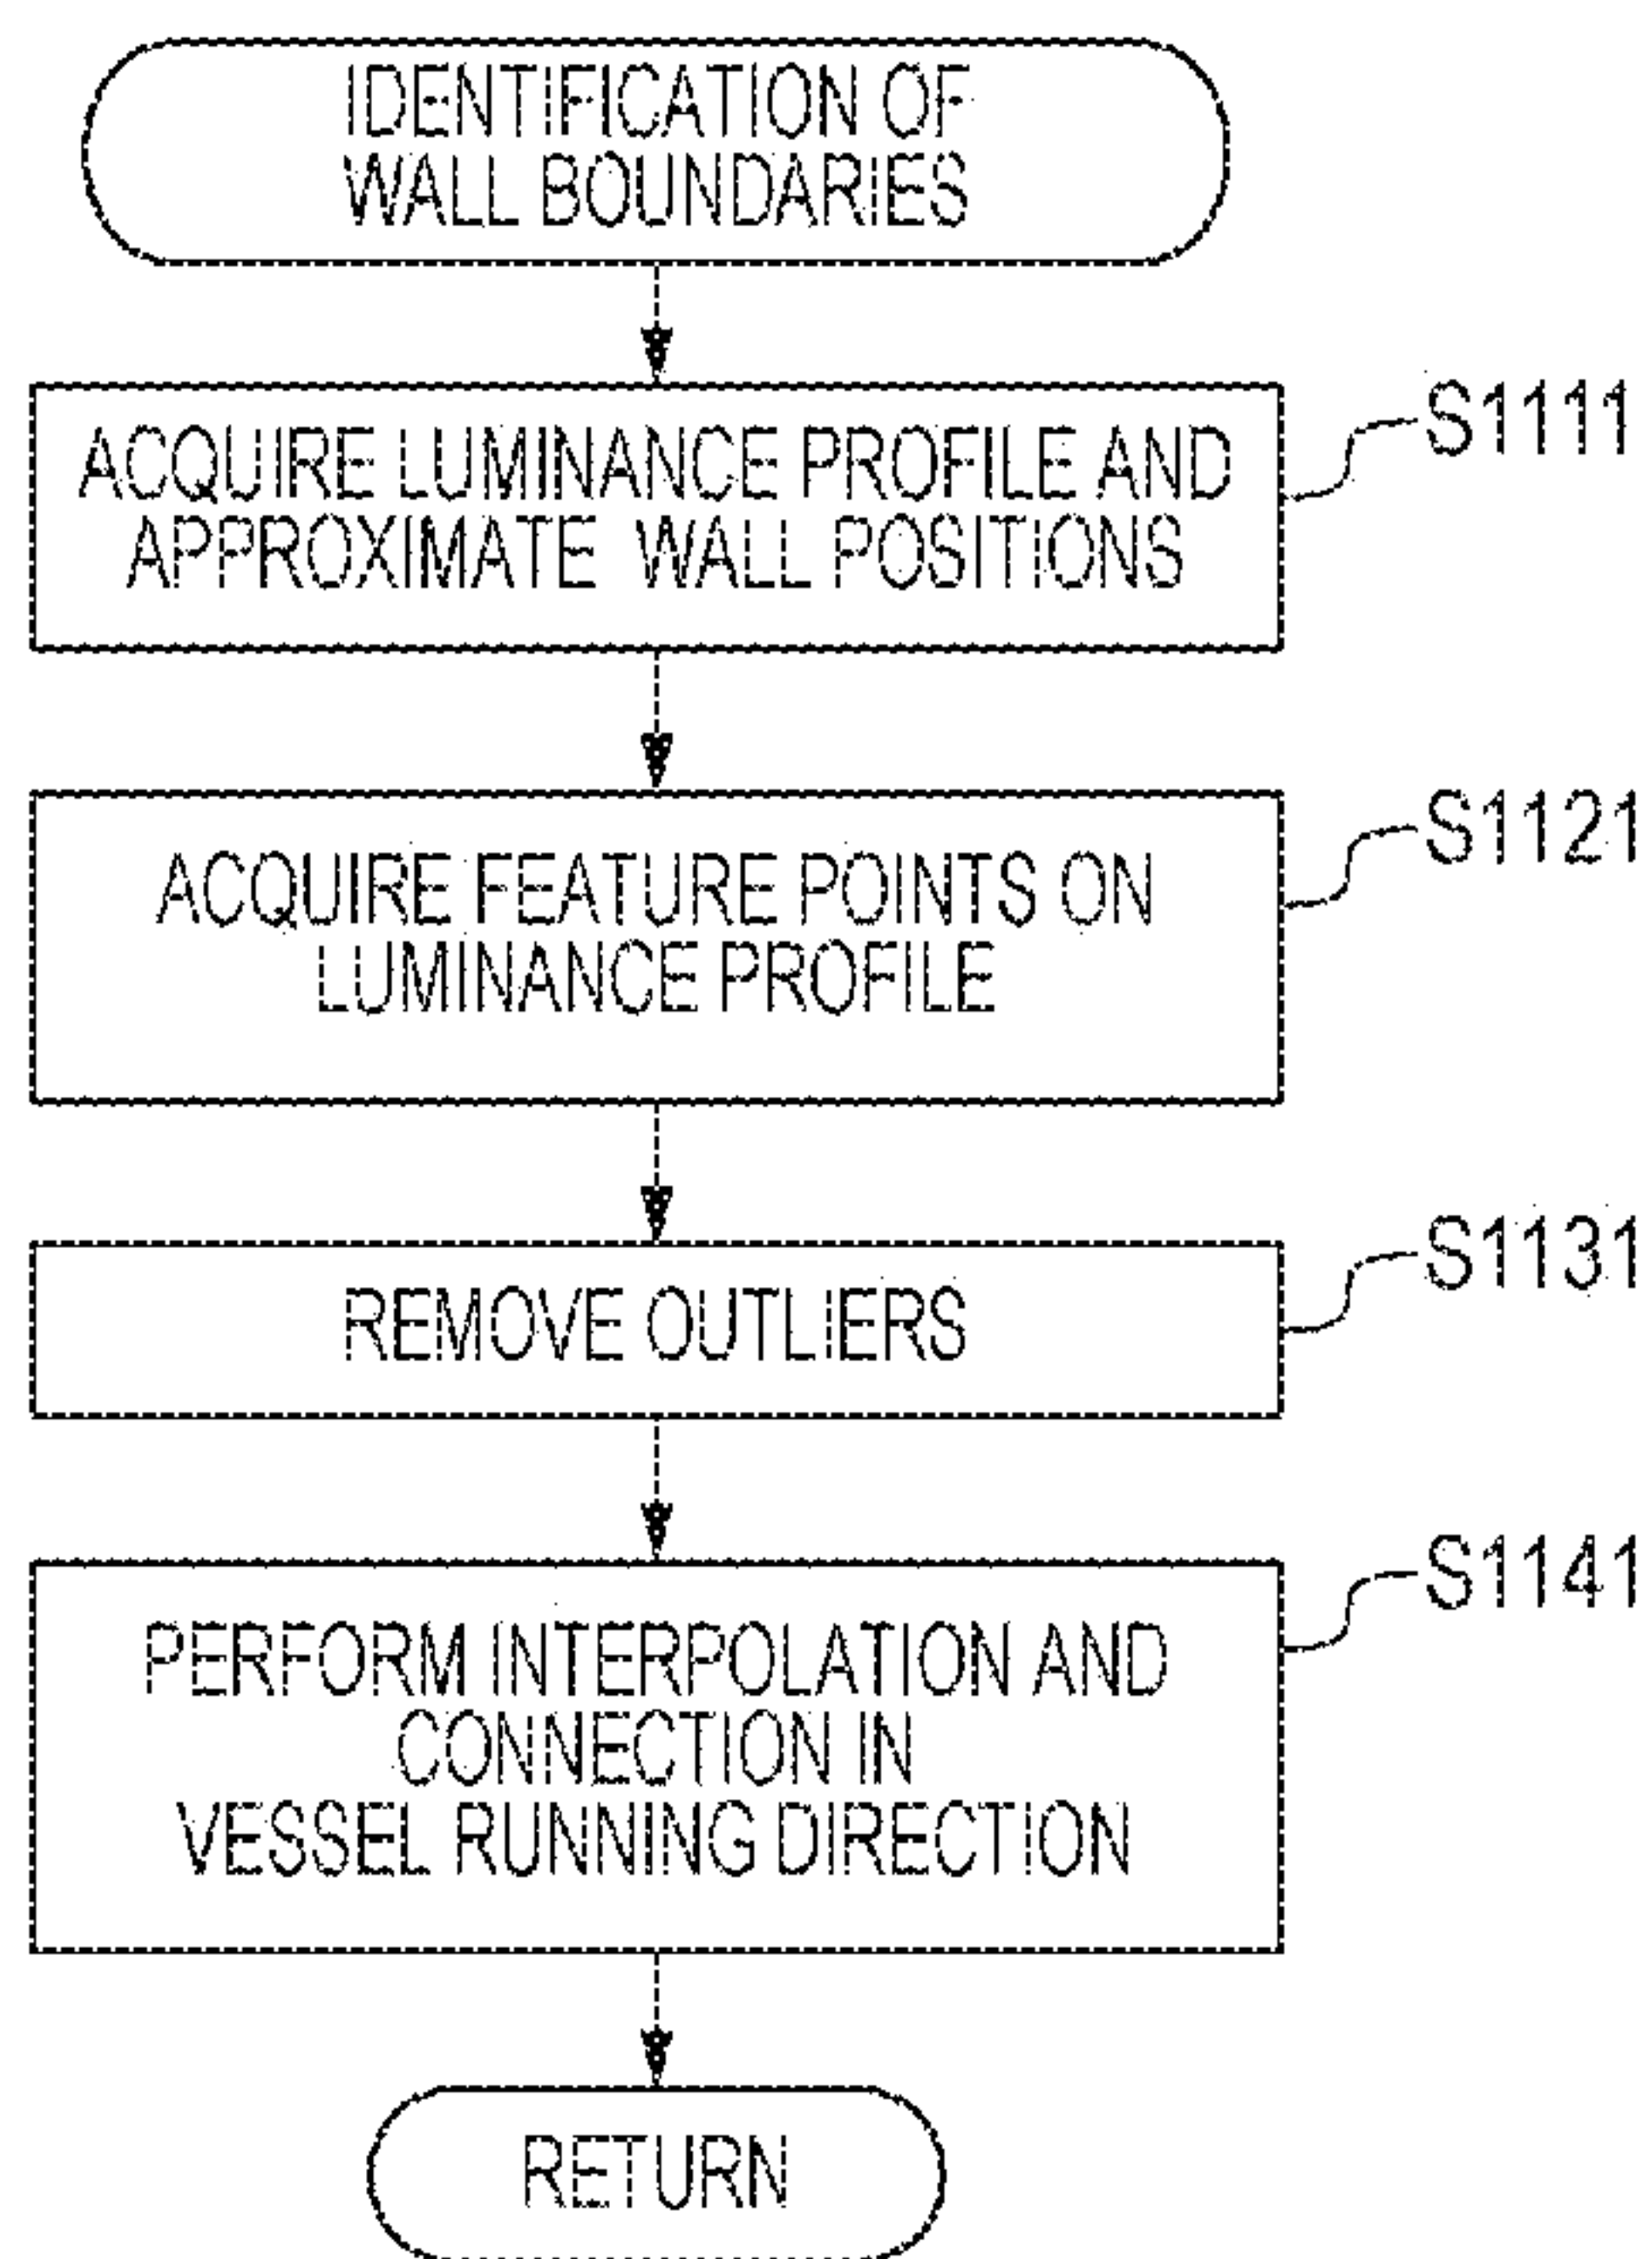 IDENTIFICATION OF
WALL BOUNDARIES
ACQUIRE LUMINANCE PROFILE AND
APPROXIMATE WALL POSITIONS
S1111
ACQUIRE FEATURE POINTS ON
LUMINANCE PROFILE
S1121
REMOVE OUTLIERS
S1131
PERFORM INTERPOLATION AND
CONNECTION IN
VESSEL RUNNING DIRECTION
S1141
RETURN